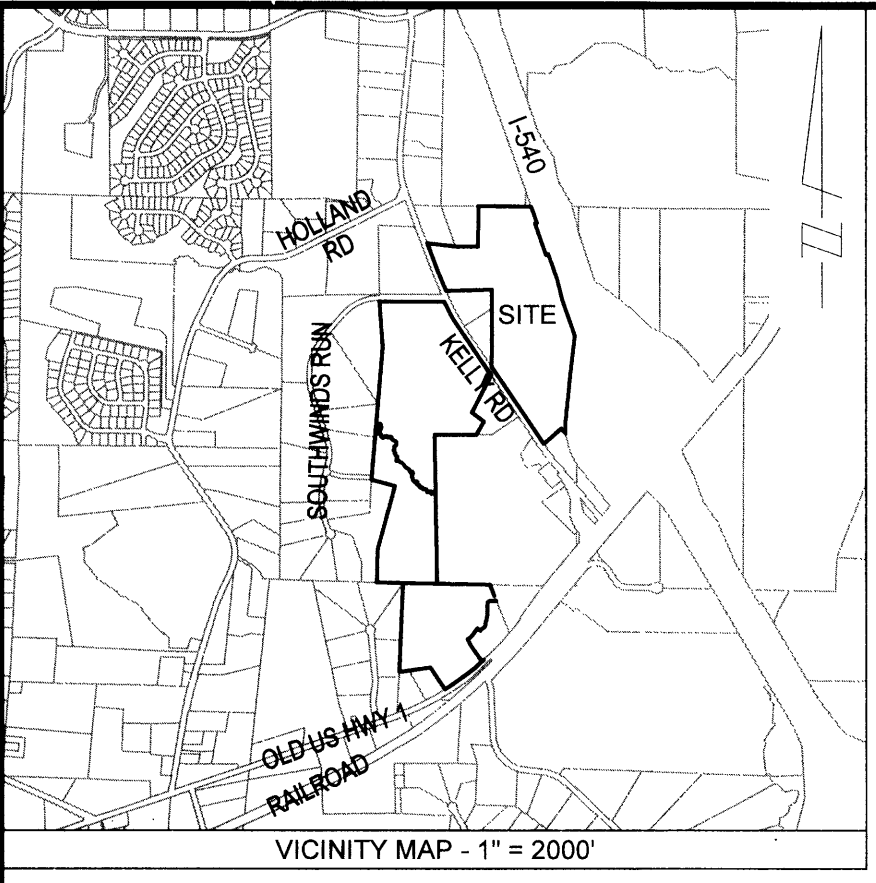 I-540
HOLLAND
RD
SITE
SOUTHWINDS RUN
KELLY RD
OLD US HWY 1
RAILROAD
VICINITY MAP - 1" = 2000'